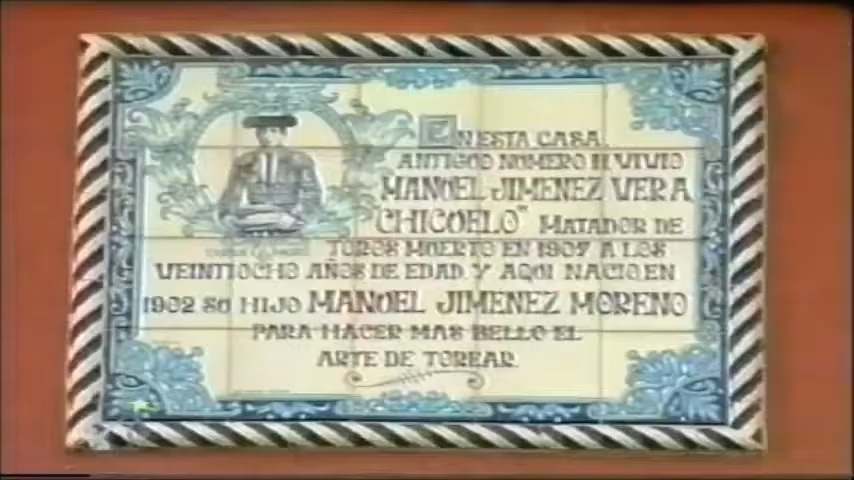 EN ESTA CASA.
ANTIGUO NUMERO 11 VIVIO
MANUEL JIMENEZ VERA
"CHICUELO" MATADOR DE
TOROS MUERTO EN 1907 A LOS
VEINTIOCHO AÑOS DE EDAD Y AQUI NACIO, EN
1902 SU HIJO MANUEL JIMENEZ MORENO
PARA HACER MAS BELLO EL
ARTE DE TOREAR.